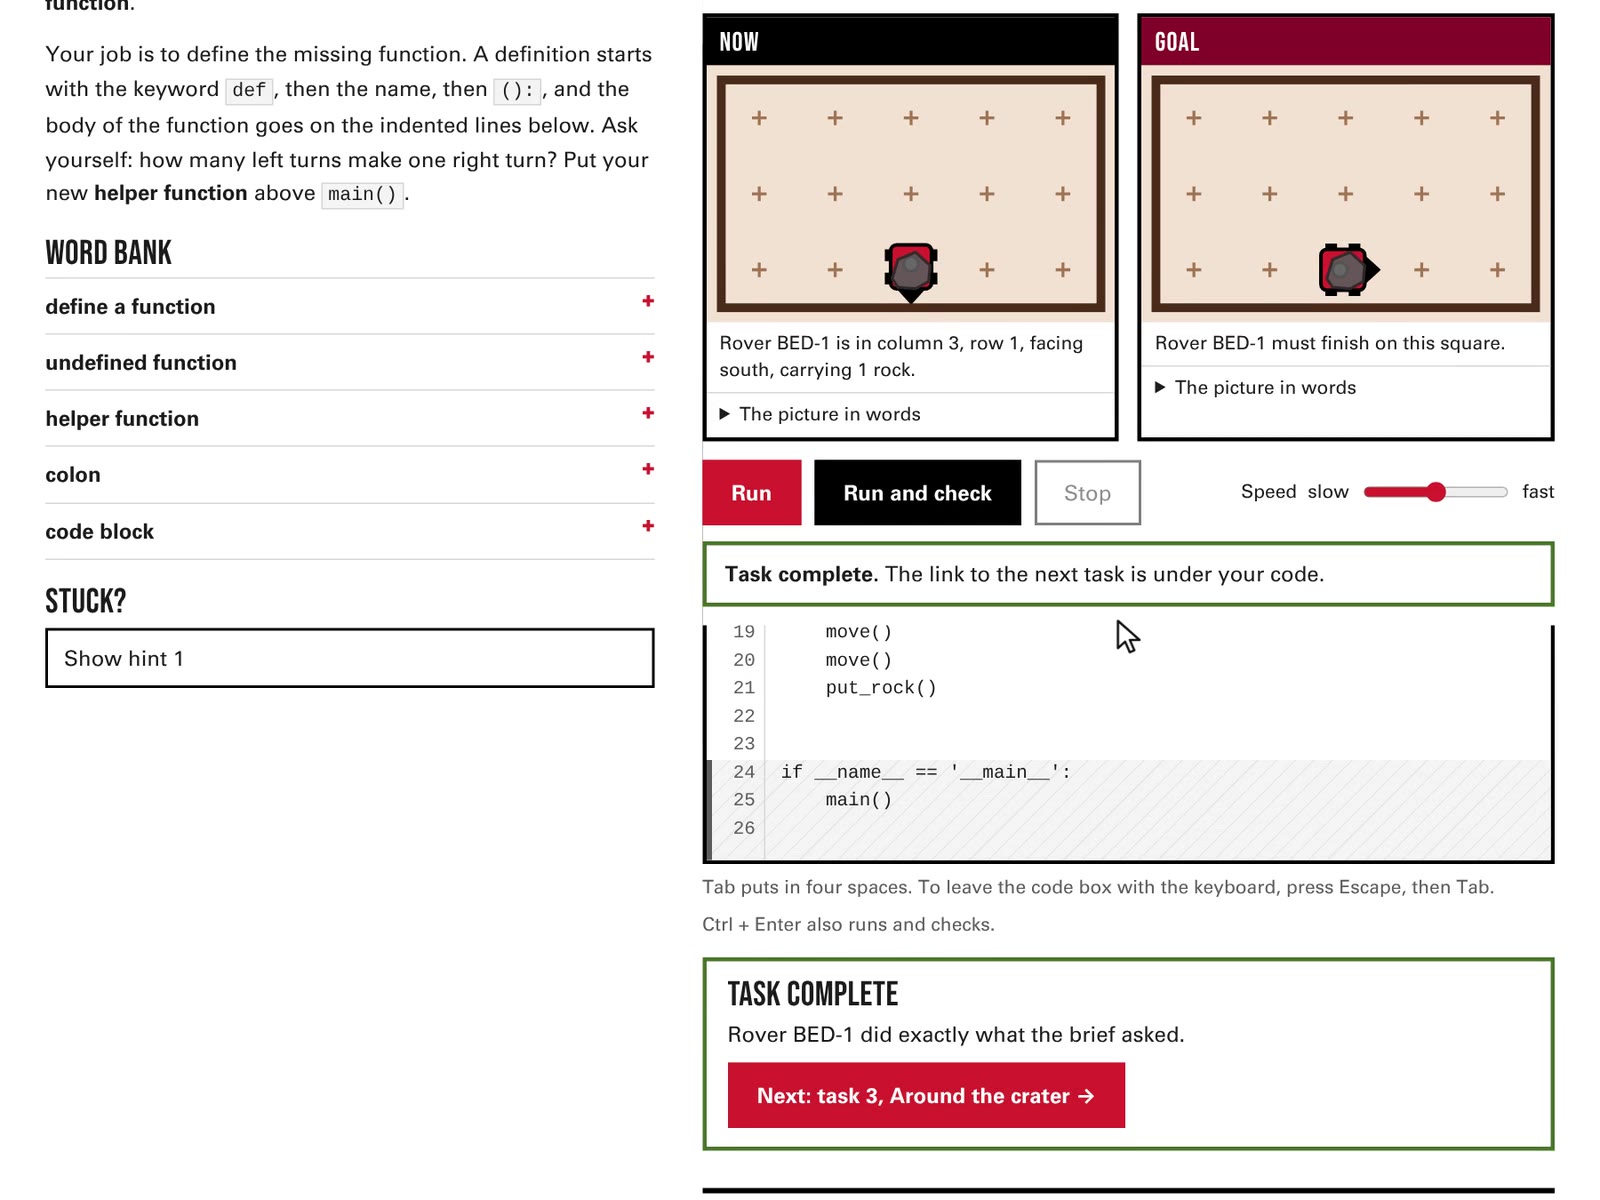 function.
Your job is to define the missing function. A definition starts
with the keyword def, then the name, then ():, and the
body of the function goes on the indented lines below. Ask
yourself: how many left turns make one right turn? Put your
new helper function above main().
WORD BANK
define a function
undefined function
helper function
colon
code block
STUCK?
Show hint 1
NOW
Rover BED-1 is in column 3, row 1, facing
south, carrying 1 rock.
The picture in words
GOAL
Rover BED-1 must finish on this square.
The picture in words
Run
Run and check
Stop
Speed slow fast
Task complete. The link to the next task is under your code.
19 move()
20 move()
21 put_rock()
22
23
24 if __name__ == '__main__':
25 main()
26
Tab puts in four spaces. To leave the code box with the keyboard, press Escape, then Tab.
Ctrl + Enter also runs and checks.
TASK COMPLETE
Rover BED-1 did exactly what the brief asked.
Next: task 3, Around the crater →